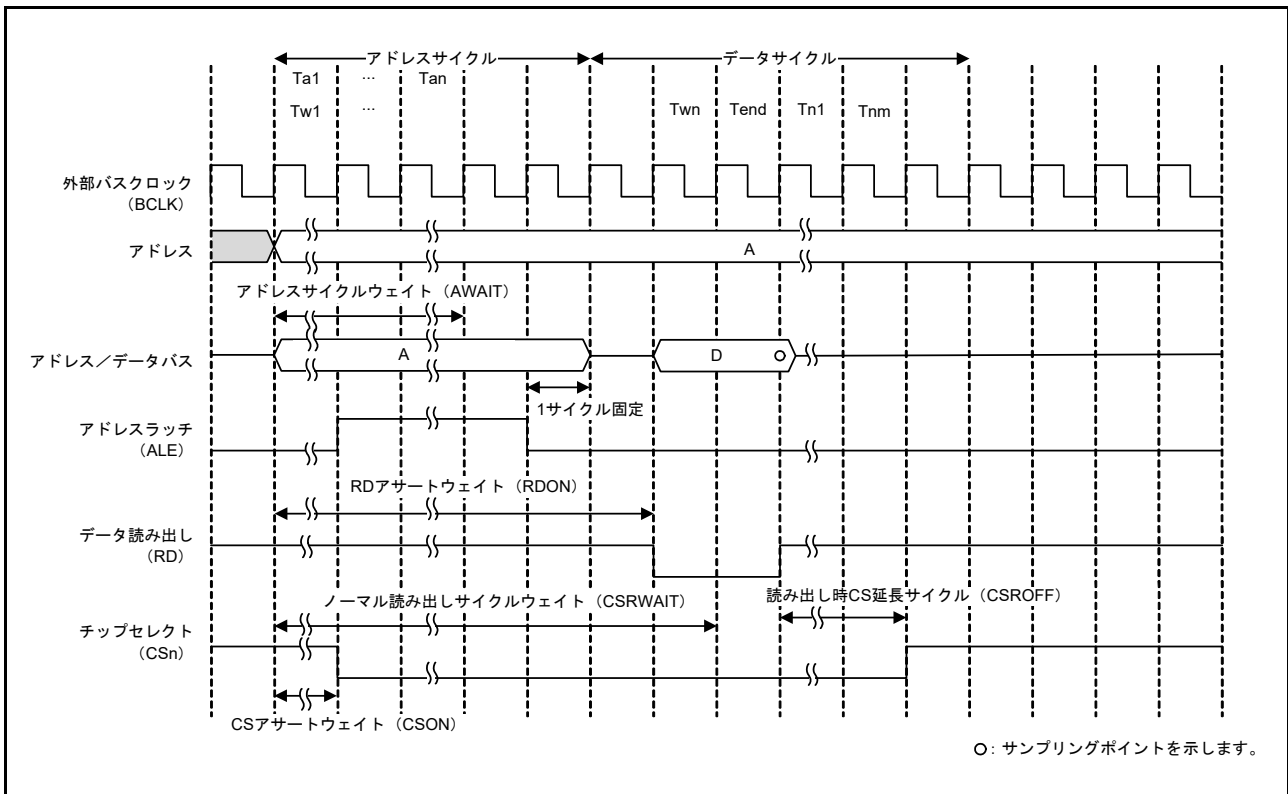 アドレスサイクル データサイクル
Ta1 ... Tan
Tw1 ... Twn Tend Tn1 Tnm
外部バスクロック
(BCLK)
アドレス
A
アドレスサイクルウェイト（AWAIT）
アドレス／データバス
A
D
1サイクル固定
アドレスラッチ
(ALE)
RDアサートウェイト（RDON）
データ読み出し
(RD)
ノーマル読み出しサイクルウェイト（CSRWAIT）
読み出し時CS延長サイクル（CSROFF）
チップセレクト
(CSn)
CSアサートウェイト（CSON）
○: サンプリングポイントを示します。